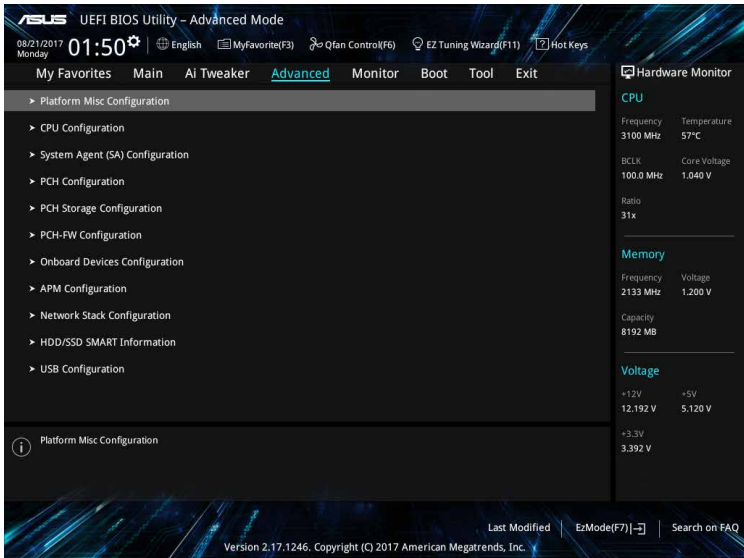 ASUS UEFI BIOS Utility – Advanced Mode
08/21/2017
Monday
01:50
English
MyFavorite(F3)
Qfan Control(F6)
EZ Tuning Wizard(F11)
? Hot Keys
My Favorites Main Ai Tweaker Advanced Monitor Boot Tool Exit
> Platform Misc Configuration
> CPU Configuration
> System Agent (SA) Configuration
> PCH Configuration
> PCH Storage Configuration
> PCH-FW Configuration
> Onboard Devices Configuration
> APM Configuration
> Network Stack Configuration
> HDD/SSD SMART Information
> USB Configuration
i Platform Misc Configuration
Hardware Monitor
CPU
Frequency Temperature
3100 MHz 57°C
BCLK Core Voltage
100.0 MHz 1.040 V
Ratio
31x
Memory
Frequency Voltage
2133 MHz 1.200 V
Capacity
8192 MB
Voltage
+12V +5V
12.192 V 5.120 V
+3.3V
3.392 V
Last Modified
EzMode(F7)
Search on FAQ
Version 2.17.1246. Copyright (C) 2017 American Megatrends, Inc.